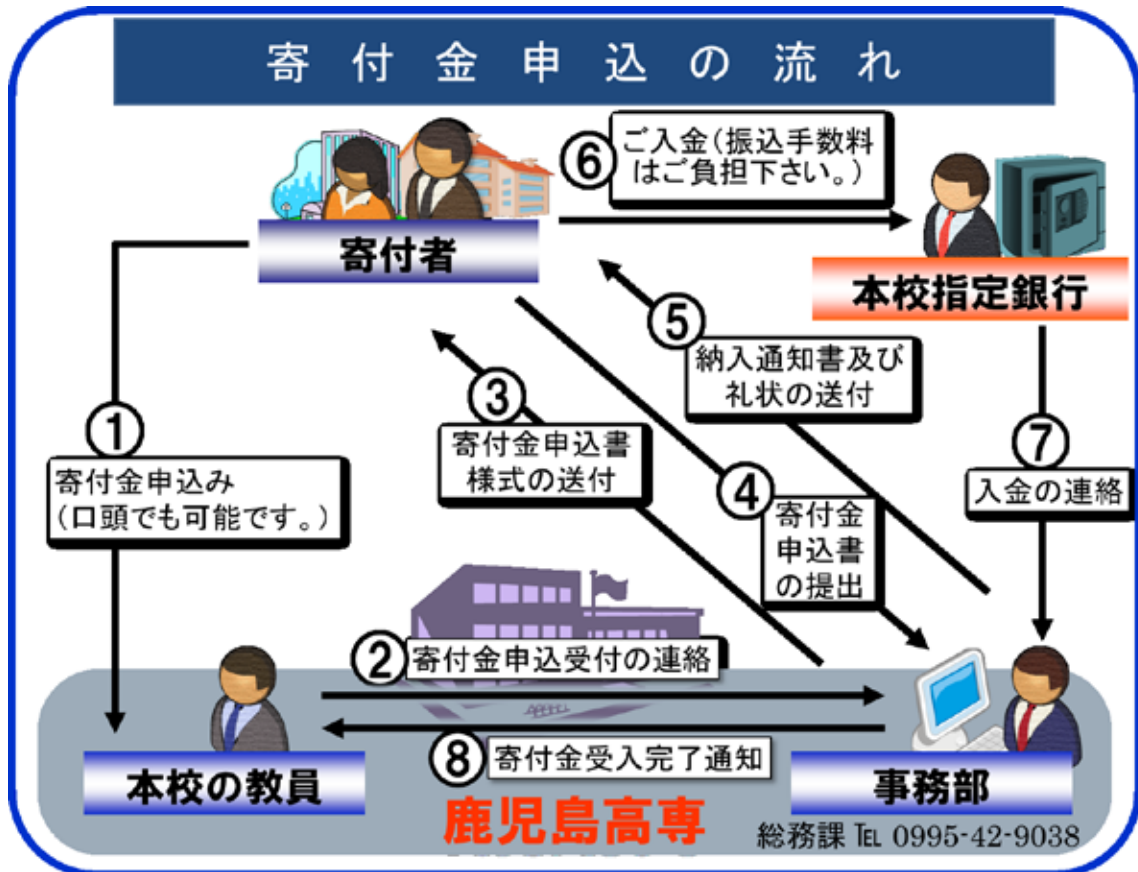 寄付金申込の流れ
⑥
ご入金(振込手数料
はご負担下さい。)
寄付者
本校指定銀行
⑤
納入通知書及び
礼状の送付
③
寄付金申込書
様式の送付
①
寄付金申込み
(口頭でも可能です。)
④
寄付金
申込書
の提出
⑦
入金の連絡
②
寄付金申込受付の連絡
⑧
寄付金受入完了通知
本校の教員
事務部
鹿児島高専
総務課 ℡ 0995-42-9038